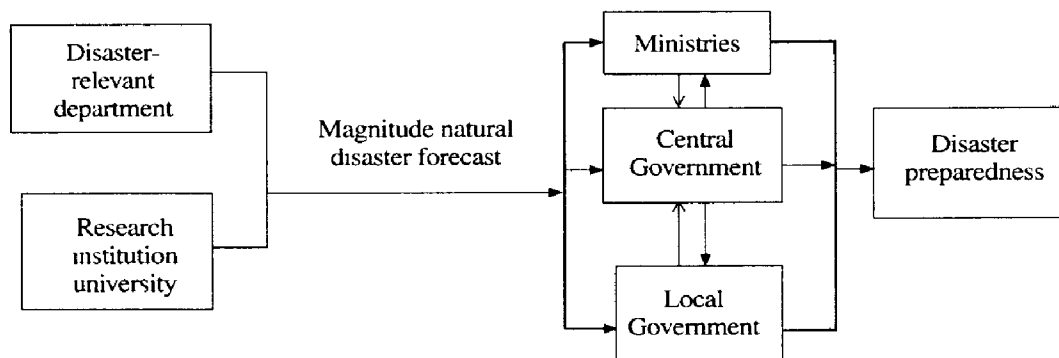 Disaster-
relevant
department
Research
institution
university
Magnitude natural
disaster forecast
Ministries
Central
Government
Local
Government
Disaster
preparedness